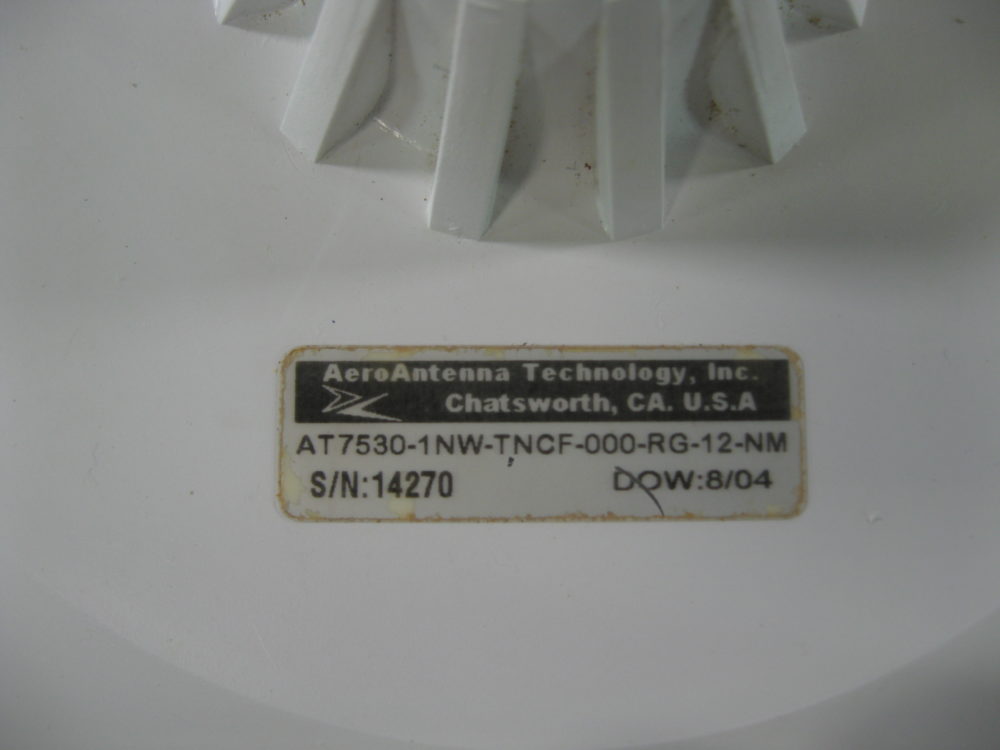 AeroAntenna Technology, Inc.
Chatsworth, CA. U.S.A
AT7530-1NW-TNCF-000-RG-12-NM
S/N:14270 DOW:8/04